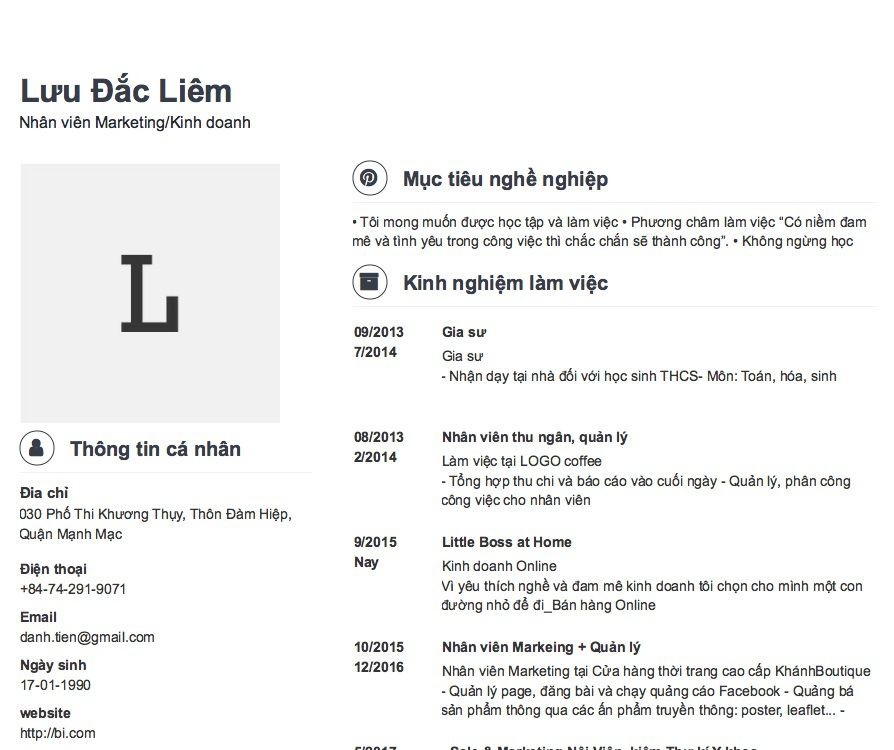 Lưu Đắc Liêm
Nhân viên Marketing/Kinh doanh
L
Thông tin cá nhân
Đia chỉ
030 Phố Thi Khương Thụy, Thôn Đàm Hiệp,
Quận Mạnh Mạc
Điện thoại
+84-74-291-9071
Email
danh.tien@gmail.com
Ngày sinh
17-01-1990
website
http://bi.com
Mục tiêu nghề nghiệp
• Tôi mong muốn được học tập và làm việc • Phương châm làm việc “Có niềm đam
mê và tình yêu trong công việc thì chắc chắn sẽ thành công”. • Không ngừng học
Kinh nghiệm làm việc
09/2013
7/2014
Gia sư
Gia sư
- Nhận dạy tại nhà đối với học sinh THCS- Môn: Toán, hóa, sinh
08/2013
2/2014
Nhân viên thu ngân, quản lý
Làm việc tại LOGO coffee
- Tổng hợp thu chi và báo cáo vào cuối ngày - Quản lý, phân công
công việc cho nhân viên
9/2015
Nay
Little Boss at Home
Kinh doanh Online
Vì yêu thích nghề và đam mê kinh doanh tôi chọn cho mình một con
đường nhỏ để đi_Bán hàng Online
10/2015
12/2016
Nhân viên Markeing + Quản lý
Nhân viên Marketing tại Cửa hàng thời trang cao cấp KhánhBoutique
- Quản lý page, đăng bài và chạy quảng cáo Facebook - Quảng bá
sản phẩm thông qua các ấn phẩm truyền thông: poster, leaflet... -
5/2017
- Sale & Marketing Nội Viện, kiêm Thư kí Y khoa